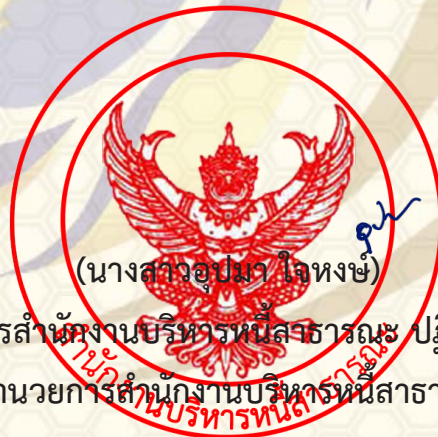 (นางสาวอุปมา ใจหงษ์)
รสำนักงานบริหารหนี้สาธารณะ ปฏิ
นวยการสำนักงานบริหารหนี้สาธา
สำนักงานบริหารหนี้สาธารณะ